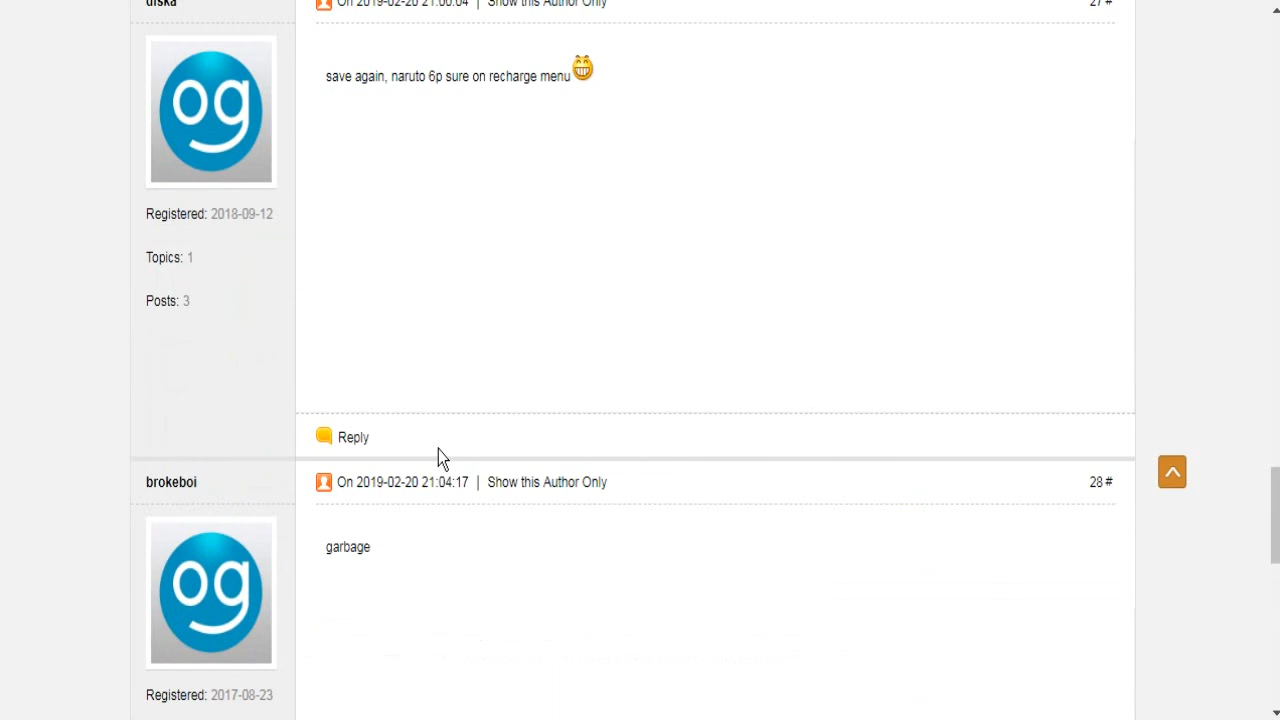 diska
On 2019-02-20 21:00:04 | Show this Author Only
27 #
og
save again, naruto 6p sure on recharge menu
Registered: 2018-09-12
Topics: 1
Posts: 3
Reply
brokeboi
On 2019-02-20 21:04:17 | Show this Author Only
28 #
og
garbage
Registered: 2017-08-23